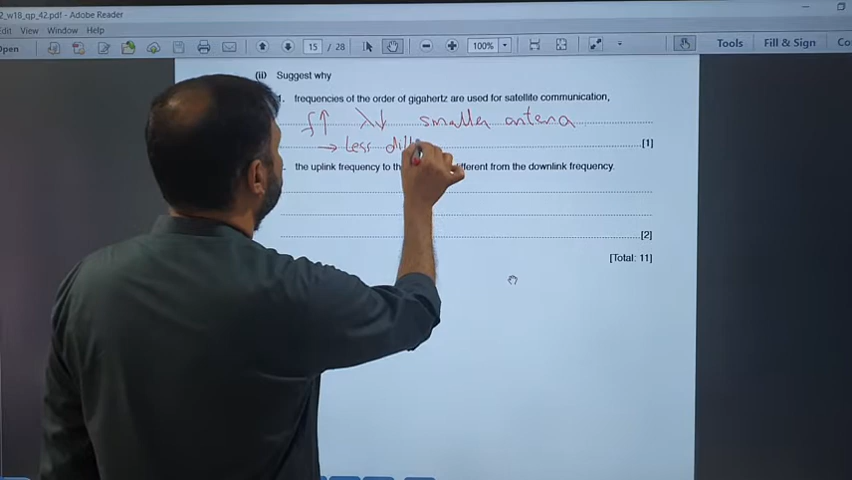 2_w18_qp_42.pdf - Adobe Reader
Edit View Window Help
Open 15 / 28 100% Tools Fill & Sign
(ii) Suggest why
1. frequencies of the order of gigahertz are used for satellite communication,
f↑ λ↓ smaller antena
→ Less [1]
the uplink frequency to the different from the downlink frequency.
[2]
[Total: 11]